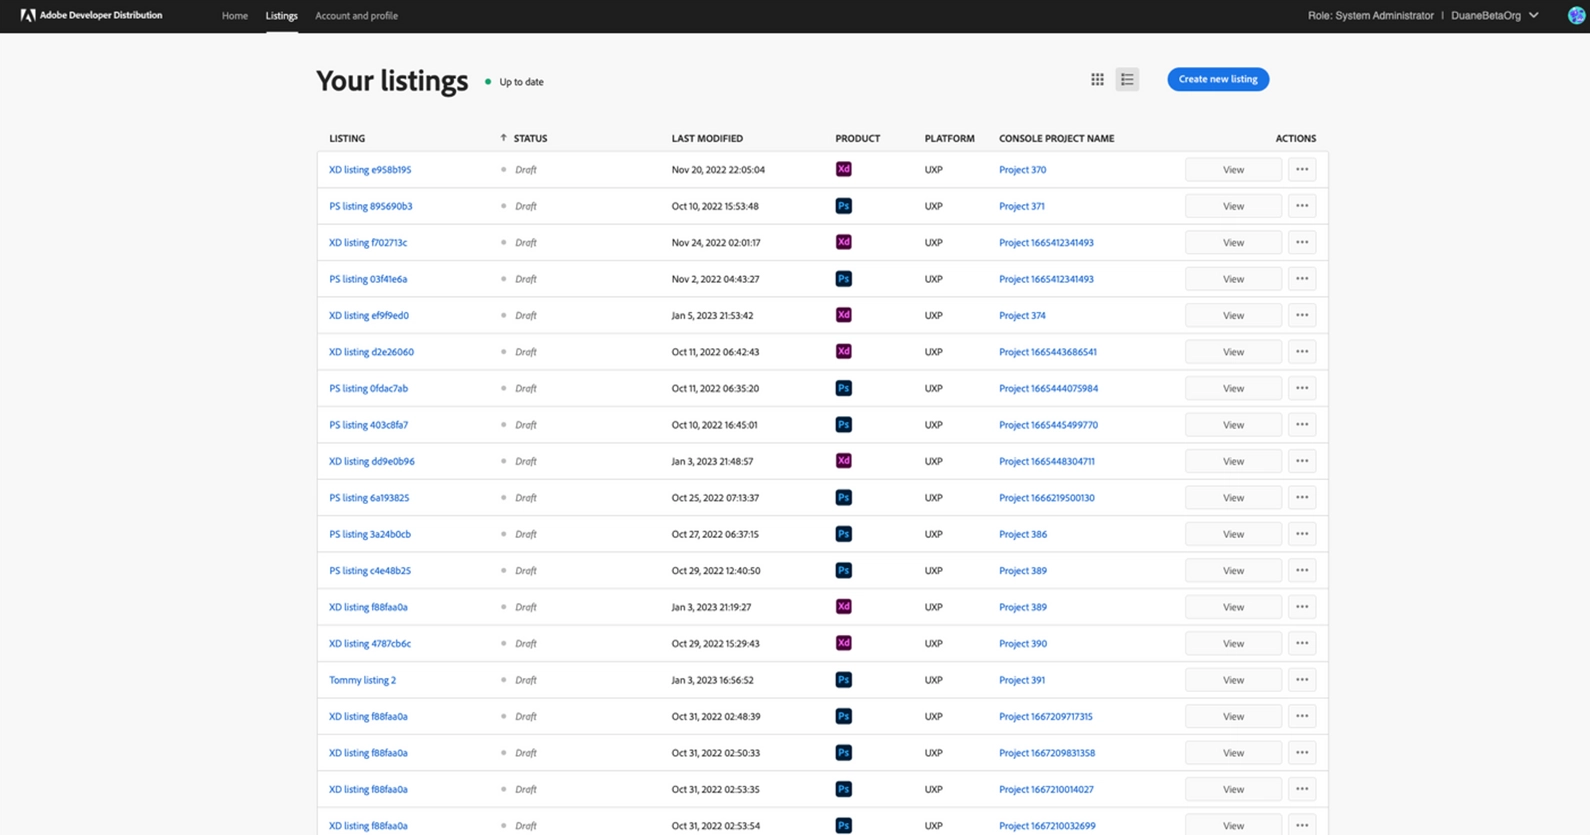 Adobe Developer Distribution Home Listings Account and profile Role: System Administrator | DuaneBetaOrg
Your listings Up to date Create new listing
LISTING STATUS LAST MODIFIED PRODUCT PLATFORM CONSOLE PROJECT NAME ACTIONS
XD listing e958b195 Draft Nov 20, 2022 22:05:04 Xd UXP Project 370 View
PS listing 895690b3 Draft Oct 10, 2022 15:53:48 Ps UXP Project 371 View
XD listing f702713c Draft Nov 24, 2022 02:01:17 Xd UXP Project 1665412341493 View
PS listing 03f41e6a Draft Nov 2, 2022 04:43:27 Ps UXP Project 1665412341493 View
XD listing ef9f9ed0 Draft Jan 5, 2023 21:53:42 Xd UXP Project 374 View
XD listing d2e26060 Draft Oct 11, 2022 06:42:43 Xd UXP Project 1665443686541 View
PS listing 0fdac7ab Draft Oct 11, 2022 06:35:20 Ps UXP Project 1665444075984 View
PS listing 403c8fa7 Draft Oct 10, 2022 16:45:01 Ps UXP Project 1665445499770 View
XD listing dd9e0b96 Draft Jan 3, 2023 21:48:57 Xd UXP Project 1665448304711 View
PS listing 6a193825 Draft Oct 25, 2022 07:13:37 Ps UXP Project 1666219500130 View
PS listing 3a24b0cb Draft Oct 27, 2022 06:37:15 Ps UXP Project 386 View
PS listing c4e48b25 Draft Oct 29, 2022 12:40:50 Ps UXP Project 389 View
XD listing f88faa0a Draft Jan 3, 2023 21:19:27 Xd UXP Project 389 View
XD listing 4787cb6c Draft Oct 29, 2022 15:29:43 Xd UXP Project 390 View
Tommy listing 2 Draft Jan 3, 2023 16:56:52 Ps UXP Project 391 View
XD listing f88faa0a Draft Oct 31, 2022 02:48:39 Ps UXP Project 1667209717315 View
XD listing f88faa0a Draft Oct 31, 2022 02:50:33 Ps UXP Project 1667209831358 View
XD listing f88faa0a Draft Oct 31, 2022 02:53:35 Ps UXP Project 1667210014027 View
XD listing f88faa0a Draft Oct 31, 2022 02:53:54 Ps UXP Project 1667210032699 View